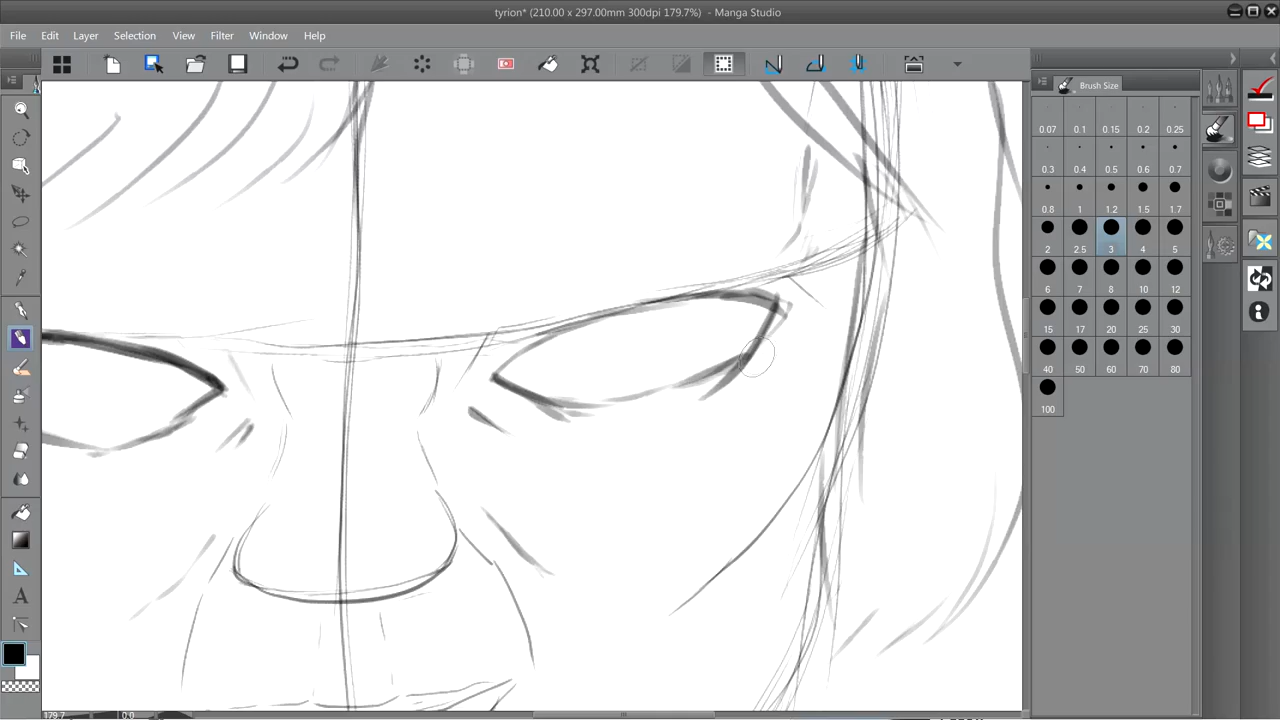 tyrion* (210.00 x 297.00mm 300dpi 179.7%) - Manga Studio
File Edit Layer Selection View Filter Window Help
Brush Size
0.07 0.1 0.15 0.2 0.25
0.3 0.4 0.5 0.6 0.7
0.8 1 1.2 1.5 1.7
2 2.5 3 4 5
6 7 8 10 12
15 17 20 25 30
40 50 60 70 80
100
A
179.7 0:0